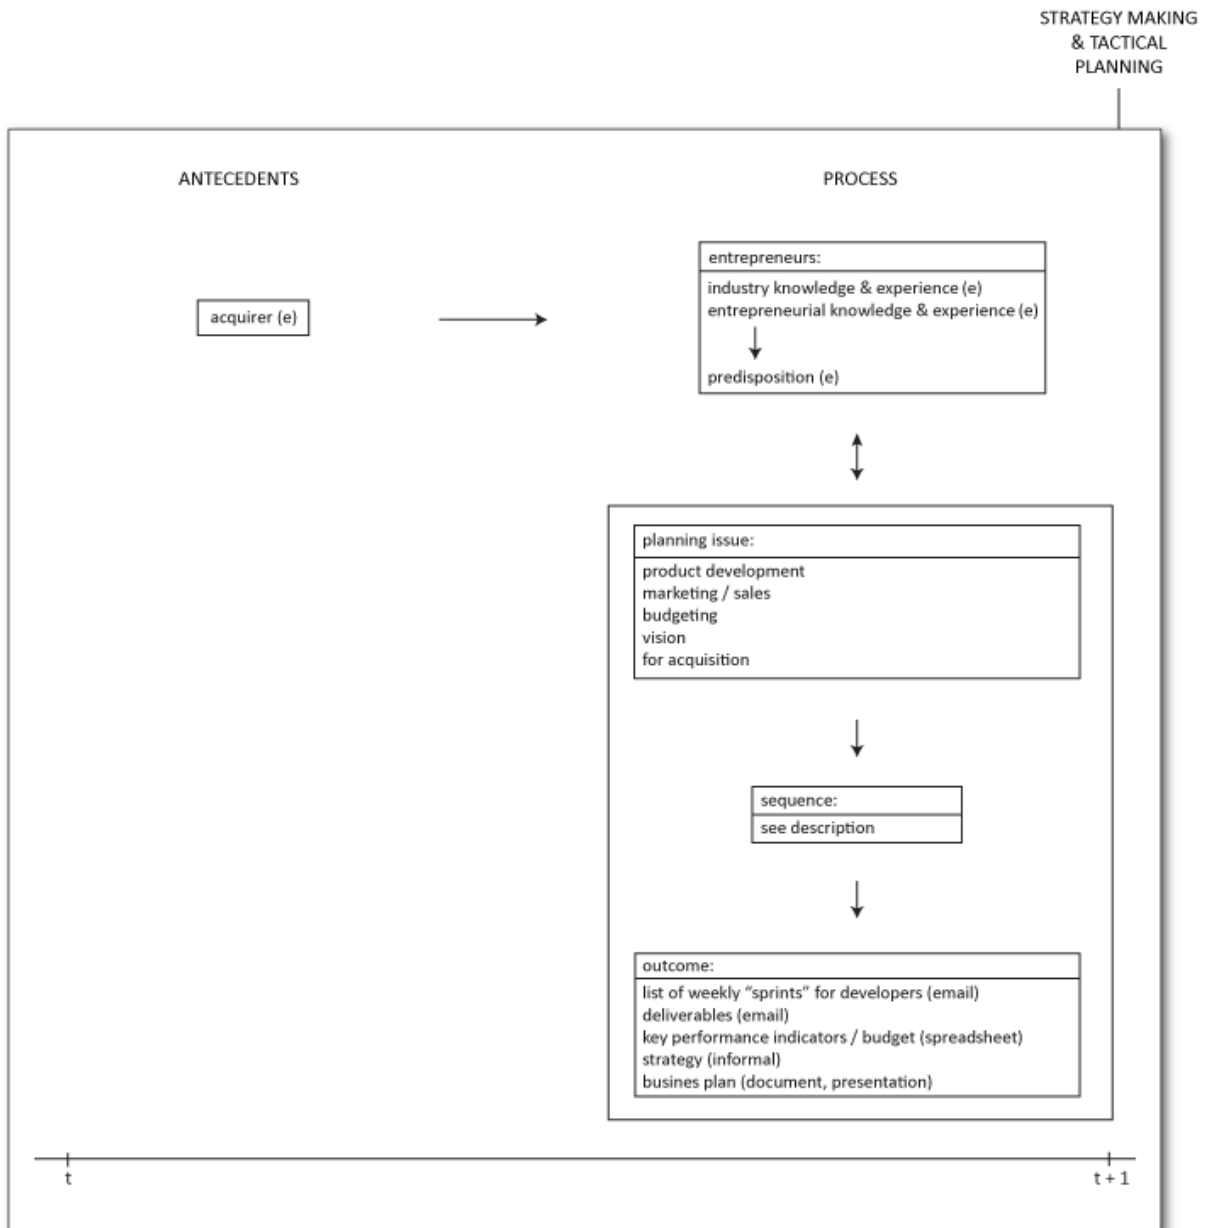 STRATEGY MAKING
& TACTICAL
PLANNING
ANTECEDENTS
PROCESS
acquirer (e)
entrepreneurs:
industry knowledge & experience (e)
entrepreneurial knowledge & experience (e)
predisposition (e)
planning issue:
product development
marketing / sales
budgeting
vision
for acquisition
sequence:
see description
outcome:
list of weekly “sprints” for developers (email)
deliverables (email)
key performance indicators / budget (spreadsheet)
strategy (informal)
busines plan (document, presentation)
t
t + 1